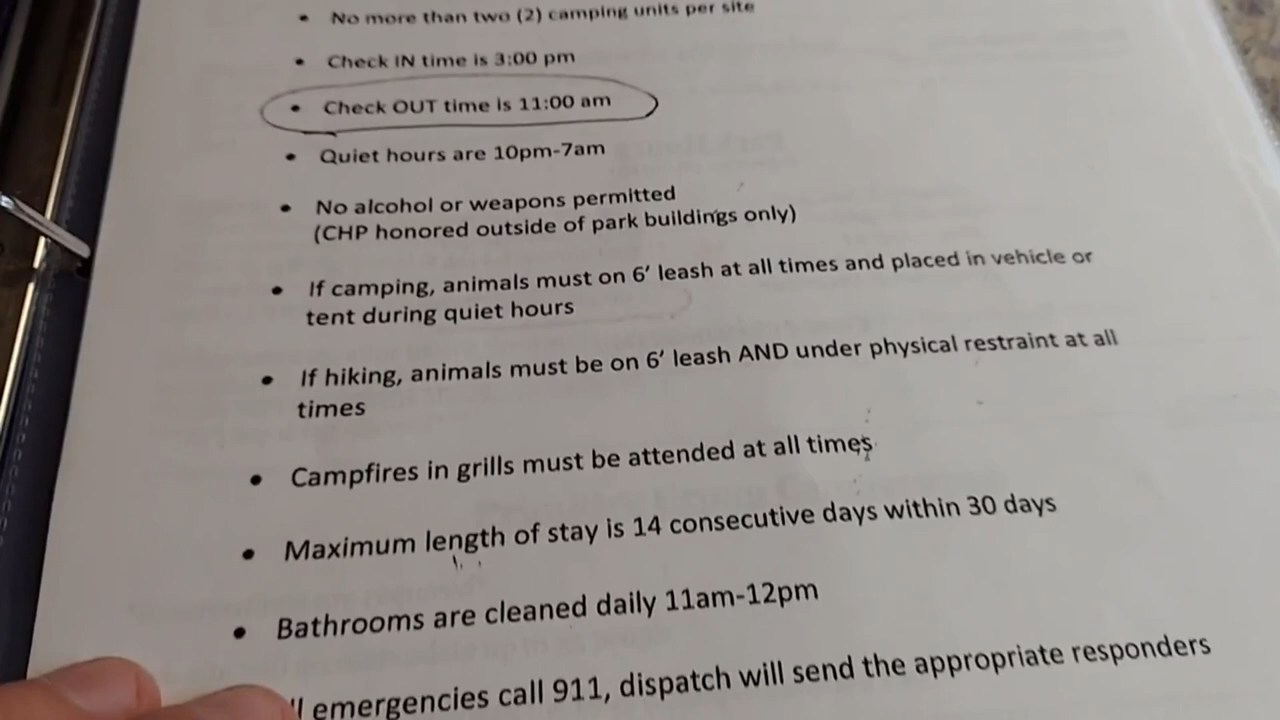 • No more than two (2) camping units per site
• Check IN time is 3:00 pm
• Check OUT time is 11:00 am
• Quiet hours are 10pm-7am
• No alcohol or weapons permitted
(CHP honored outside of park buildings only)
• If camping, animals must on 6’ leash at all times and placed in vehicle or
tent during quiet hours
• If hiking, animals must be on 6’ leash AND under physical restraint at all
times
• Campfires in grills must be attended at all times
• Maximum length of stay is 14 consecutive days within 30 days
• Bathrooms are cleaned daily 11am-12pm
emergencies call 911, dispatch will send the appropriate responders